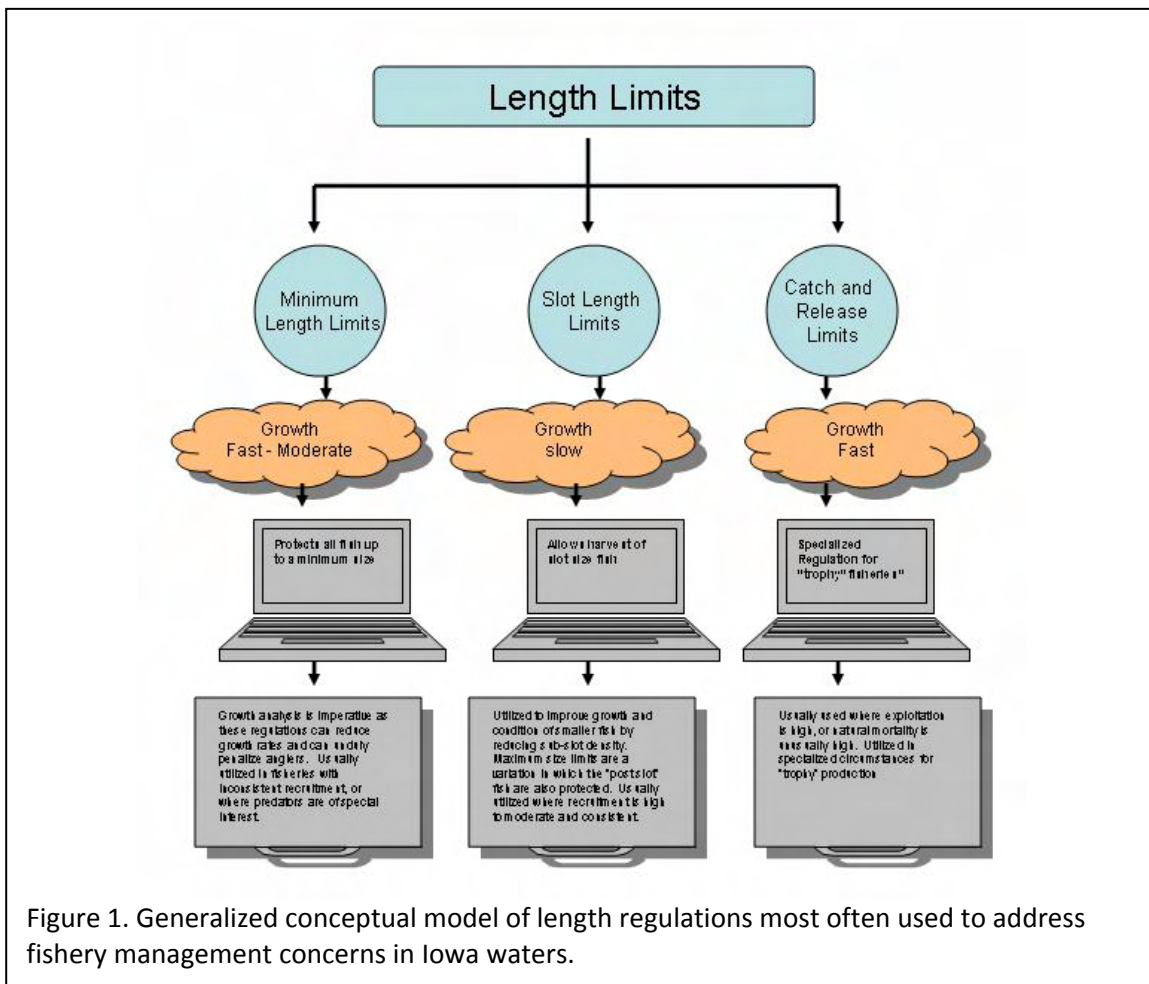 Length Limits
Minimum
Length Limits
Slot Length
Limits
Catch and
Release
Limits
Growth
Fast - Moderate
Growth
slow
Growth
Fast
Protects all fish up
to a minimum size
Allows harvest of
slot size fish
Specialized
Regulation for
"trophy" fisheries"
Growth analysis is imperative as
these regulations can reduce
growth rates and can unduly
penalize anglers. Usually
utilized in fisheries with
inconsistent recruitment, or
where predators are of special
interest.
Utilized to improve growth and
condition of smaller fish by
reducing sub-slot density.
Maximum size limits are a
variation in which the "post slot"
fish are also protected. Usually
utilized where recruitment is high
to moderate and consistent.
Usually used where exploitation
is high, or natural mortality is
unusually high. Utilized in
specialized circumstances for
"trophy" production
Figure 1. Generalized conceptual model of length regulations most often used to address
fishery management concerns in Iowa waters.